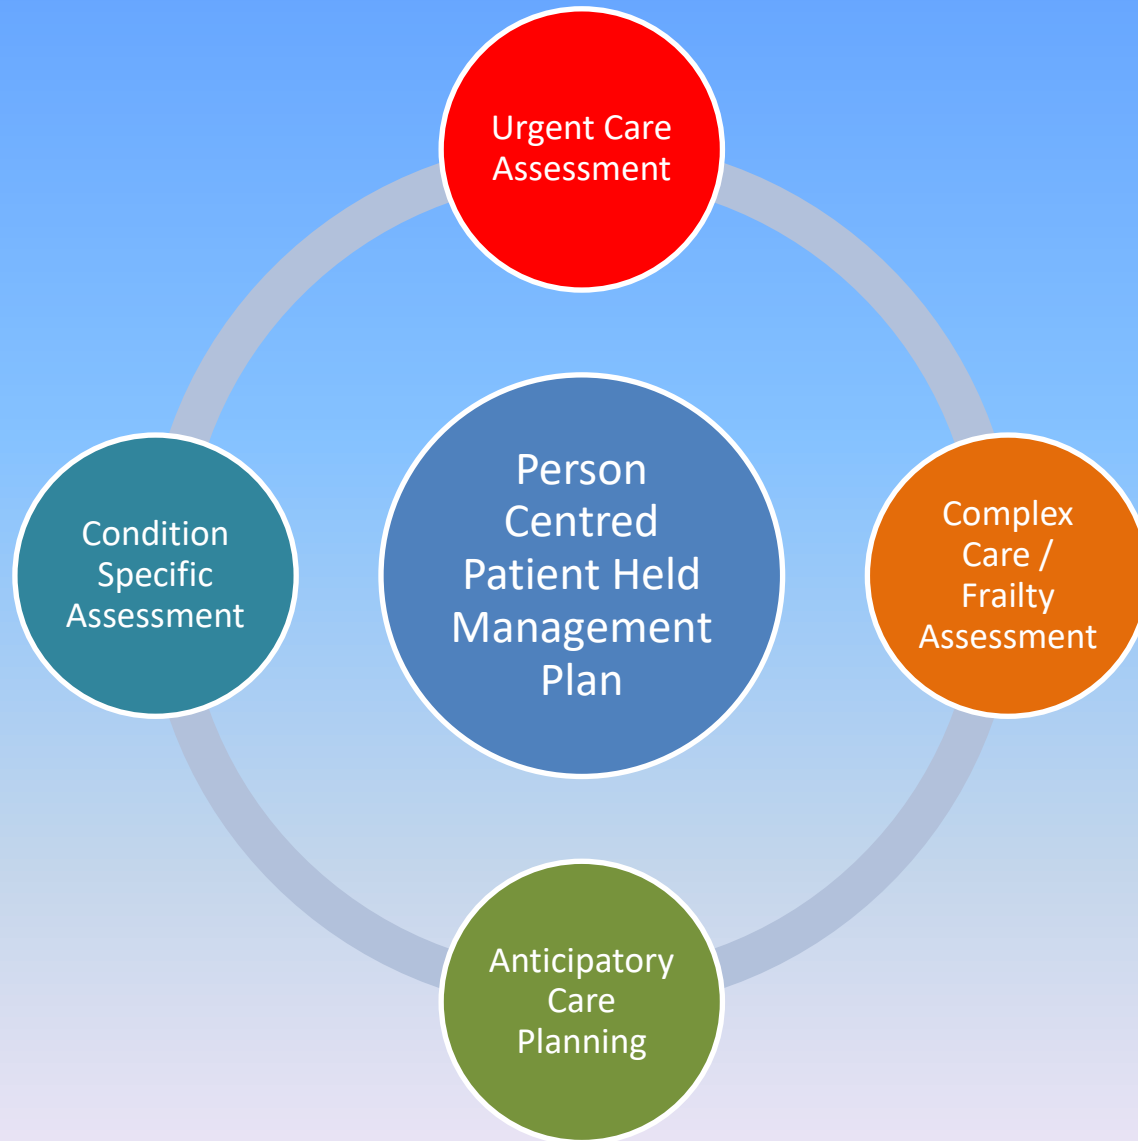 Urgent Care
Assessment
Person
Centred
Patient Held
Management
Plan
Condition
Specific
Assessment
Complex
Care /
Frailty
Assessment
Anticipatory
Care
Planning